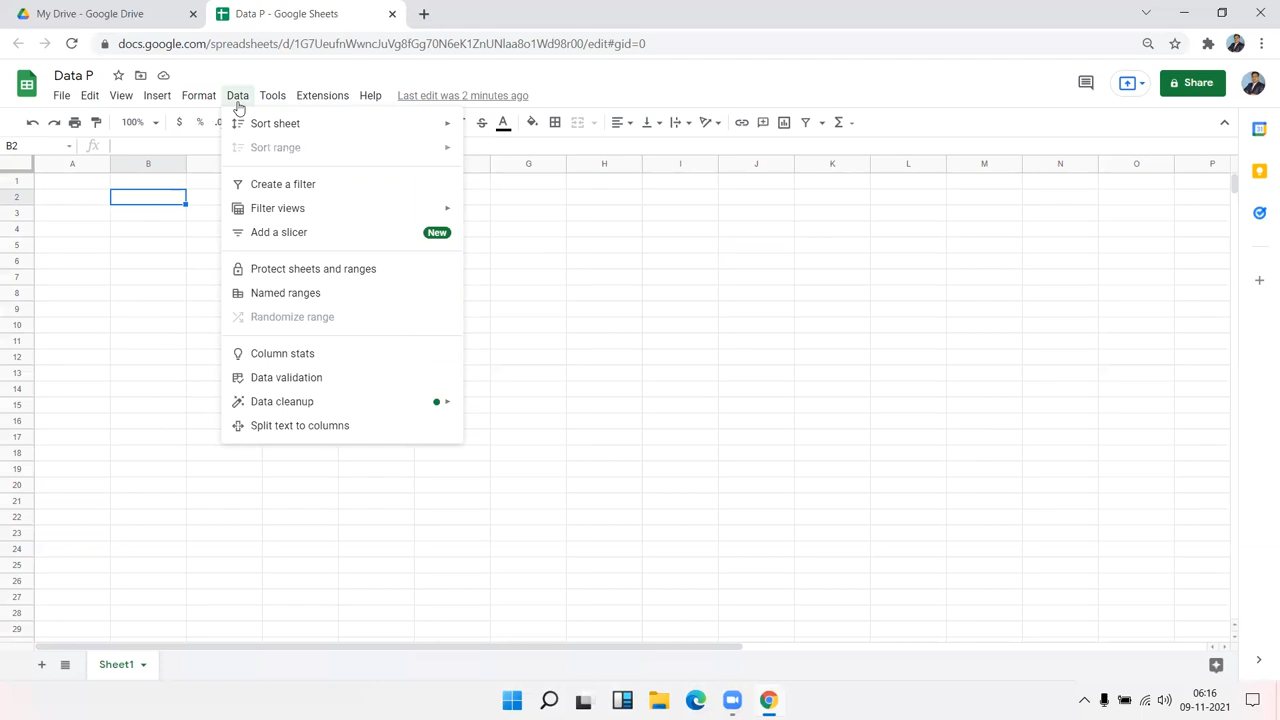 My Drive - Google Drive
Data P - Google Sheets
docs.google.com/spreadsheets/d/1G7UeufnWwncJuVg8fGg70N6eK1ZnUNlaa8o1Wd98r00/edit#gid=0
Data P
File Edit View Insert Format Data Tools Extensions Help Last edit was 2 minutes ago
Share
100% $ % .0
A
Σ
B2
fx
A B G H I J K L M N O P
1
2
3
4
5
6
7
8
9
10
11
12
13
14
15
16
17
18
19
20
21
22
23
24
25
26
27
28
29
Sort sheet
Sort range
Create a filter
Filter views
Add a slicer New
Protect sheets and ranges
Named ranges
Randomize range
Column stats
Data validation
Data cleanup
Split text to columns
Sheet1
06:16
09-11-2021